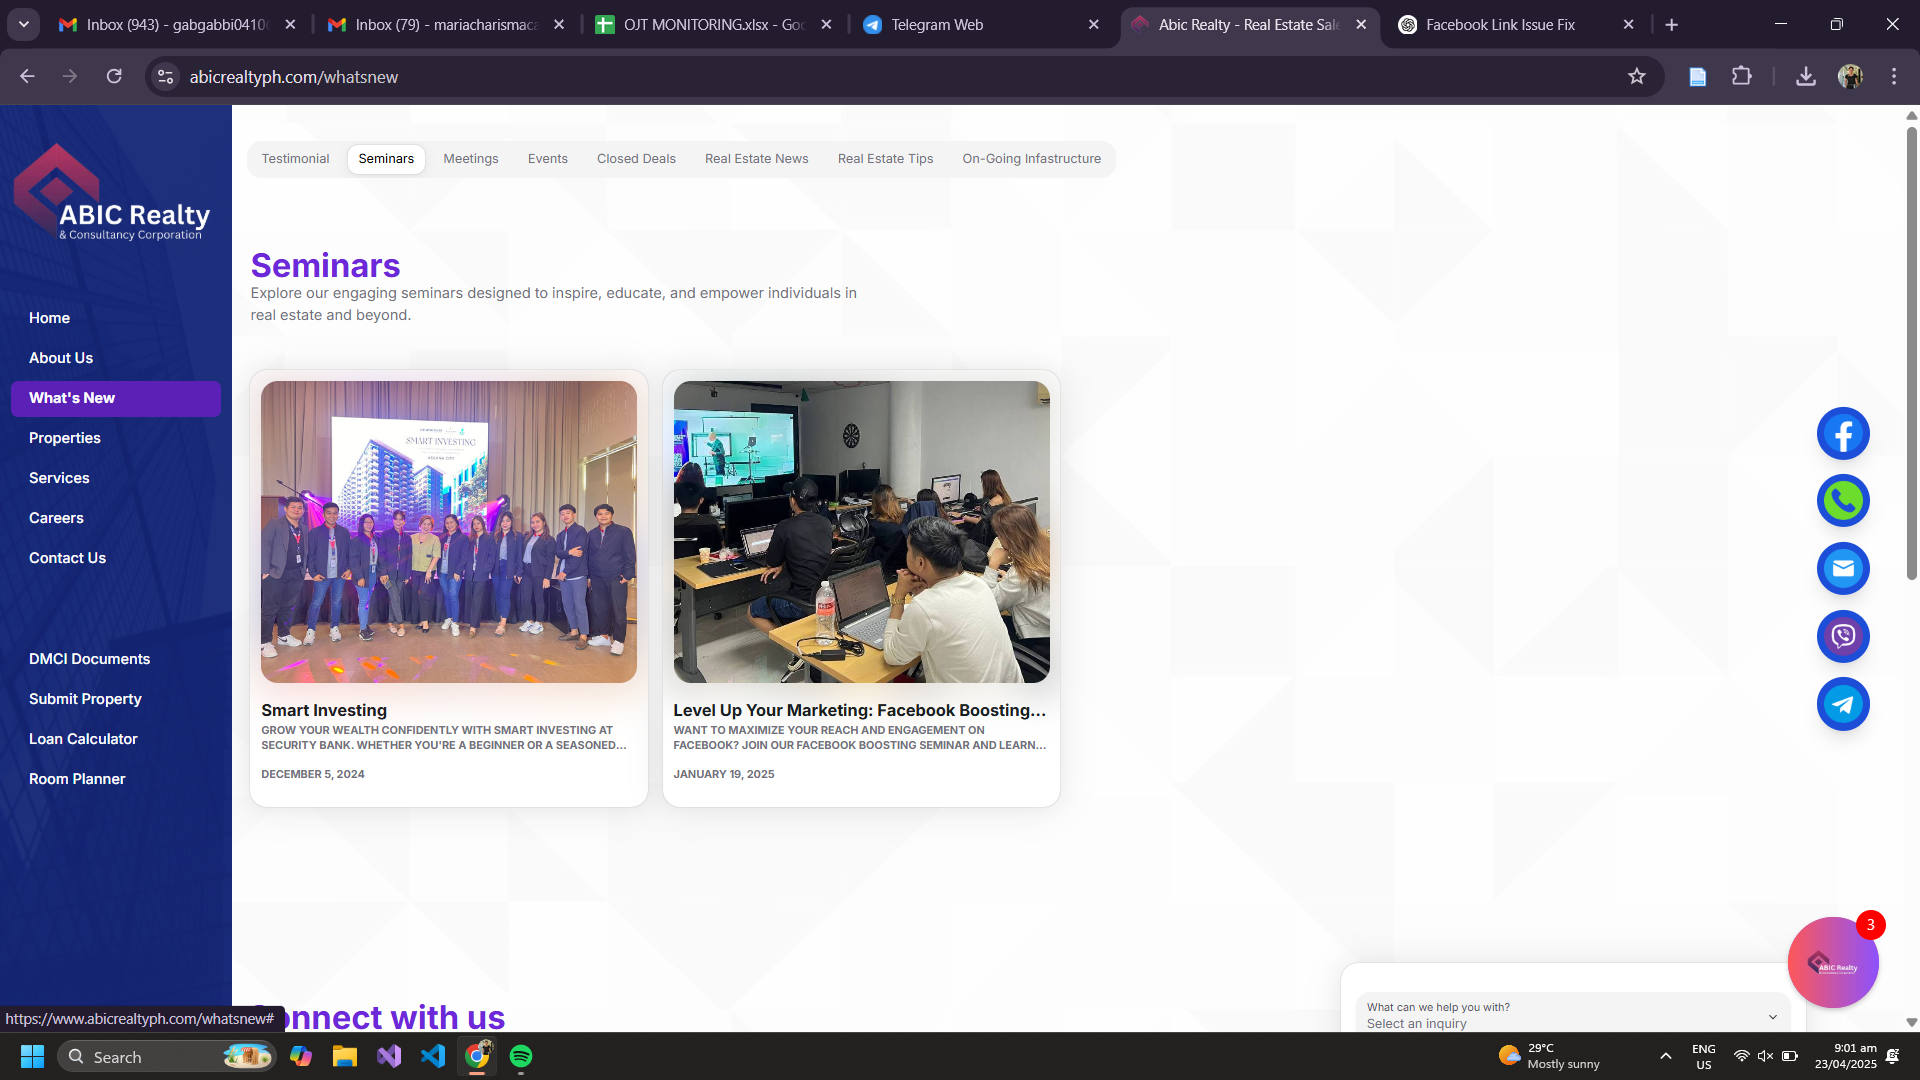 Inbox (943) - gabgabbi0410
Inbox (79) - mariacharismaca
OJT MONITORING.xlsx - Goo
Telegram Web
Abic Realty - Real Estate Sale
Facebook Link Issue Fix
abicrealtyph.com/whatsnew
ABIC Realty
& Consultancy Corporation
Home
About Us
What's New
Properties
Services
Careers
Contact Us
DMCI Documents
Submit Property
Loan Calculator
Room Planner
Testimonial
Seminars
Meetings
Events
Closed Deals
Real Estate News
Real Estate Tips
On-Going Infastructure
Seminars
Explore our engaging seminars designed to inspire, educate, and empower individuals in
real estate and beyond.
SMART INVESTING
Smart Investing
GROW YOUR WEALTH CONFIDENTLY WITH SMART INVESTING AT
SECURITY BANK. WHETHER YOU'RE A BEGINNER OR A SEASONED...
DECEMBER 5, 2024
Level Up Your Marketing: Facebook Boosting...
WANT TO MAXIMIZE YOUR REACH AND ENGAGEMENT ON
FACEBOOK? JOIN OUR FACEBOOK BOOSTING SEMINAR AND LEARN...
JANUARY 19, 2025
3
ABIC Realty
What can we help you with?
Select an inquiry
onnect with us
https://www.abicrealtyph.com/whatsnew#
Search
29°C
Mostly sunny
ENG
US
9:01 am
23/04/2025